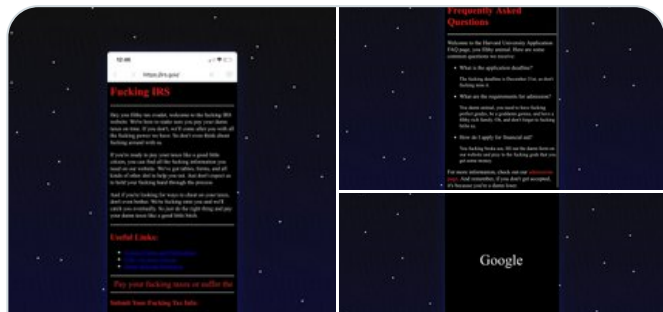 12:46
https://irs.gov/
Fucking IRS
Hey you filthy tax evader, welcome to the fucking IRS
website. We're here to make sure you pay your damn
taxes on time. If you don't, we'll come after you with all
the fucking power we have. So don't even think about
fucking around with us.
If you're ready to pay your taxes like a good little
citizen, you can find all the fucking information you
need on our website. We've got tables, forms, and all
kinds of other shit to help you out. Just don't expect us
to hold your fucking hand through the process.
And if you're looking for ways to cheat on your taxes,
don't even bother. We're fucking onto you and we'll
catch you eventually. So just do the right thing and pay
your damn taxes like a good little bitch.
Useful Links:
Pay your fucking taxes or suffer the
Submit Your Fucking Tax Info
Frequently Asked
Questions
Welcome to the Harvard University Application
FAQ page, you filthy animal. Here are some
common questions we receive:
What is the application deadline?
The fucking deadline is December 31st, so don't
fucking miss it.
What are the requirements for admission?
You damn animal, you need to have fucking
perfect grades, be a goddamn genius, and have a
filthy rich family. Oh, and don't forget to fucking
bribe us.
How do I apply for financial aid?
You fucking broke ass, fill out the damn form on
our website and pray to the fucking gods that you
get some money.
For more information, check out our admissions
page. And remember, if you don't get accepted,
it's because you're a damn loser.
Google